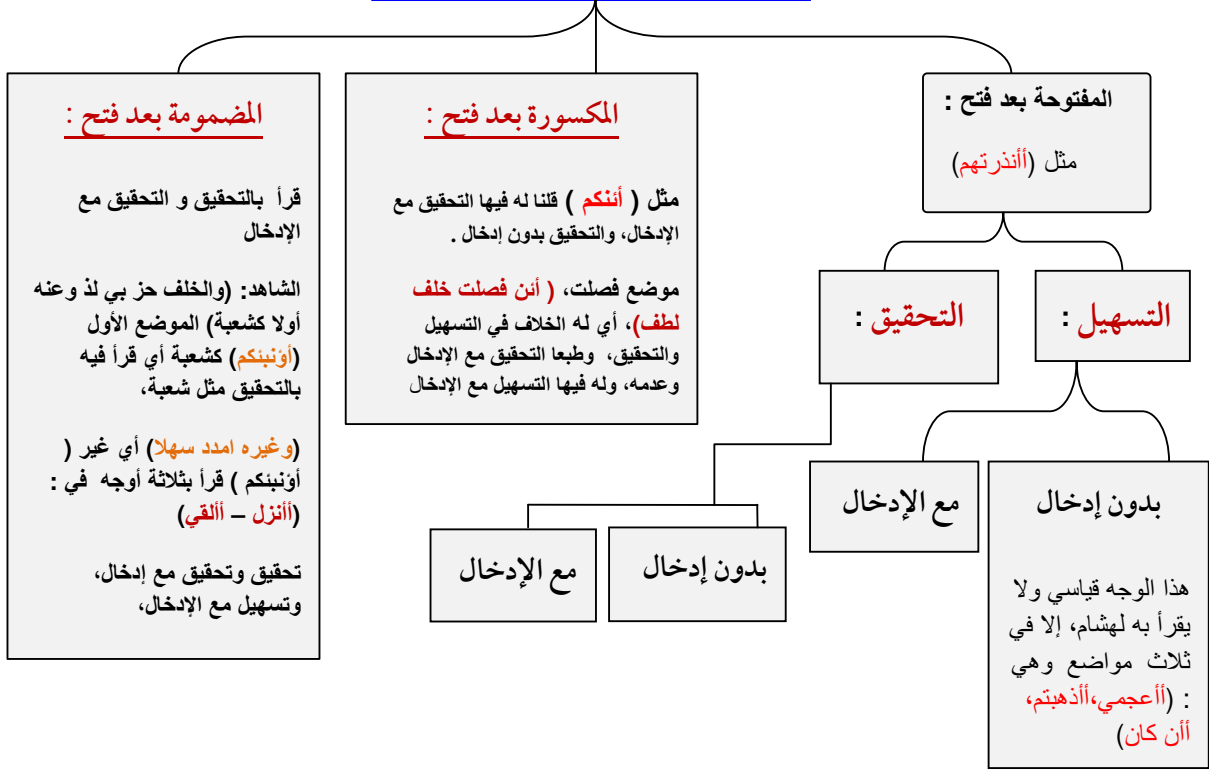 المفتوحة بعد فتح :
مثل (أأنذرتهم)
التسهيل :
التحقيق :
بدون إدخال
هذا الوجه قياسي ولا
يقرأ به لهشام، إلا في
ثلاث مواضع وهي
: (أأعجمي،أأذهبتم،
أأن كان)
مع الإدخال
بدون إدخال
مع الإدخال
المكسورة بعد فتح :
مثل ( أئنكم ) قلنا له فيها التحقيق مع
الإدخال، والتحقيق بدون إدخال .
موضع فصلت، ( أئن فصلت خلف
لطف)، أي له الخلاف في التسهيل
والتحقيق، وطبعا التحقيق مع الإدخال
وعدمه، وله فيها التسهيل مع الإدخال
المضمومة بعد فتح :
قرأ بالتحقيق و التحقيق مع
الإدخال
الشاهد: (والخلف حز بي لذ وعنه
أولا كشعبة) الموضع الأول
(أؤنبئكم) كشعبة أي قرأ فيه
بالتحقيق مثل شعبة،
(وغيره امدد سهلا) أي غير (
أؤنبئكم ) قرأ بثلاثة أوجه في :
(أأنزل – أألقي)
تحقيق وتحقيق مع إدخال،
وتسهيل مع الإدخال،